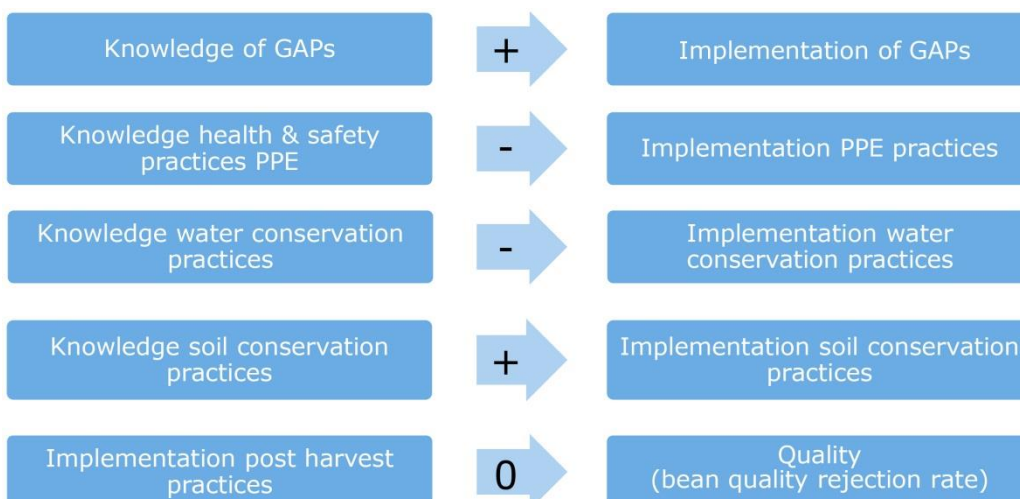 Knowledge of GAPs
+
Implementation of GAPs
Knowledge health & safety
practices PPE
-
Implementation PPE practices
Knowledge water conservation
practices
-
Implementation water
conservation practices
Knowledge soil conservation
practices
+
Implementation soil conservation
practices
Implementation post harvest
practices
0
Quality
(bean quality rejection rate)